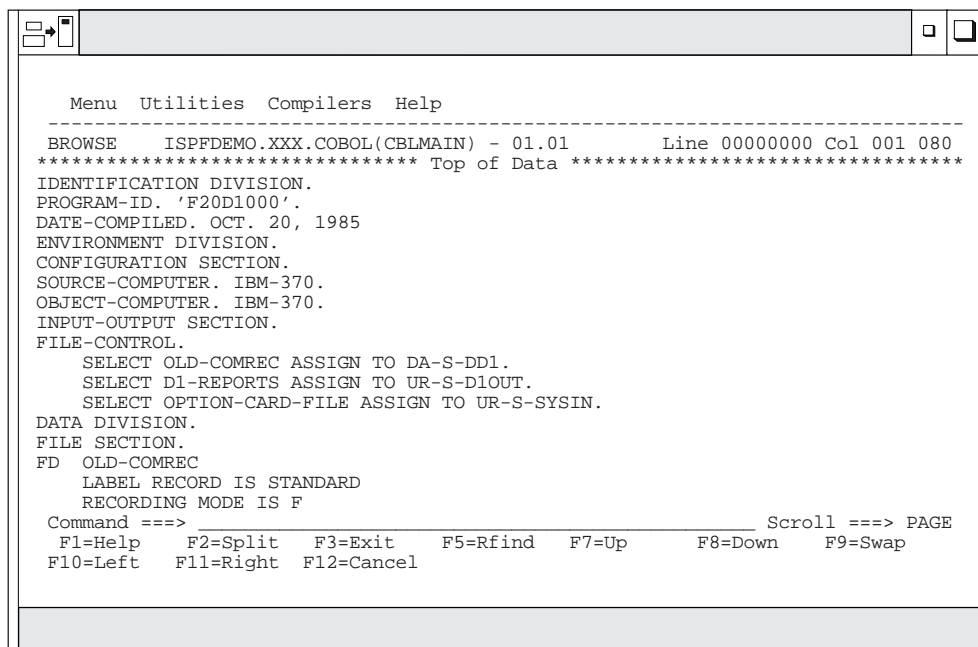 Menu  Utilities  Compilers  Help
-------------------------------------------------------------------------------
BROWSE    ISPFDEMO.XXX.COBOL(CBLMAIN) - 01.01        Line 00000000 Col 001 080
********************************* Top of Data **********************************
IDENTIFICATION DIVISION.
PROGRAM-ID. 'F20D1000'.
DATE-COMPILED. OCT. 20, 1985
ENVIRONMENT DIVISION.
CONFIGURATION SECTION.
SOURCE-COMPUTER. IBM-370.
OBJECT-COMPUTER. IBM-370.
INPUT-OUTPUT SECTION.
FILE-CONTROL.
    SELECT OLD-COMREC ASSIGN TO DA-S-DD1.
    SELECT D1-REPORTS ASSIGN TO UR-S-D1OUT.
    SELECT OPTION-CARD-FILE ASSIGN TO UR-S-SYSIN.
DATA DIVISION.
FILE SECTION.
FD  OLD-COMREC
    LABEL RECORD IS STANDARD
    RECORDING MODE IS F
Command ===> ________________________________________________ Scroll ===> PAGE
F1=Help    F2=Split   F3=Exit    F5=Rfind   F7=Up      F8=Down    F9=Swap
F10=Left   F11=Right  F12=Cancel